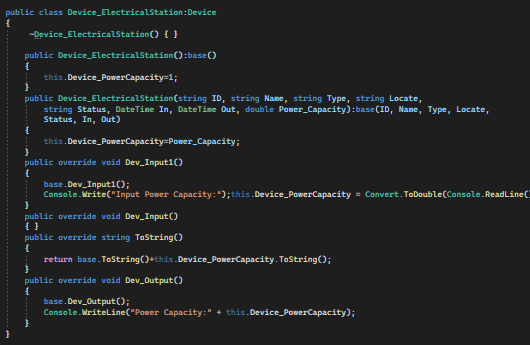 public class Device_ElectricalStation:Device
{
~Device_ElectricalStation() { }
public Device_ElectricalStation():base()
{
this.Device_PowerCapacity=1;
}
public Device_ElectricalStation(string ID, string Name, string Type, string Locate,
string Status, DateTime In, DateTime Out, double Power_Capacity):base(ID, Name, Type, Locate,
Status, In, Out)
{
this.Device_PowerCapacity=Power_Capacity;
}
public override void Dev_Input1()
{
base.Dev_Input1();
Console.Write("Input Power Capacity:");this.Device_PowerCapacity = Convert.ToDouble(Console.ReadLine()
}
public override void Dev_Input()
{ }
public override string ToString()
{
return base.ToString()+this.Device_PowerCapacity.ToString();
}
public override void Dev_Output()
{
base.Dev_Output();
Console.WriteLine("Power Capacity:" + this.Device_PowerCapacity);
}
}